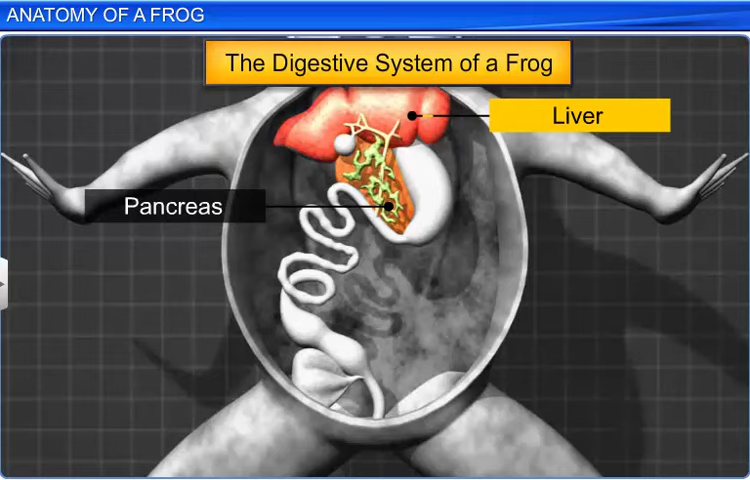 ANATOMY OF A FROG
The Digestive System of a Frog
Liver
Pancreas